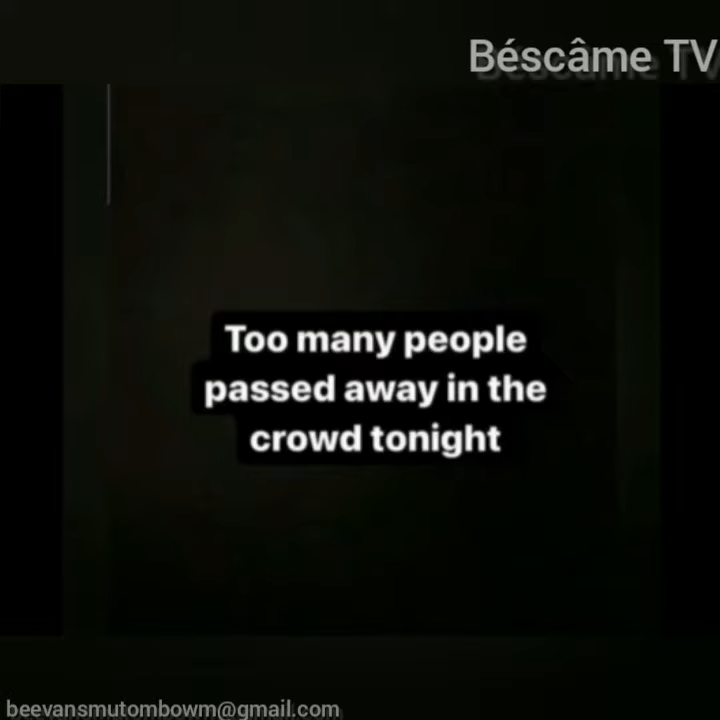 Béscâme TV
Too many people
passed away in the
crowd tonight
beevansmutombowm@gmail.com